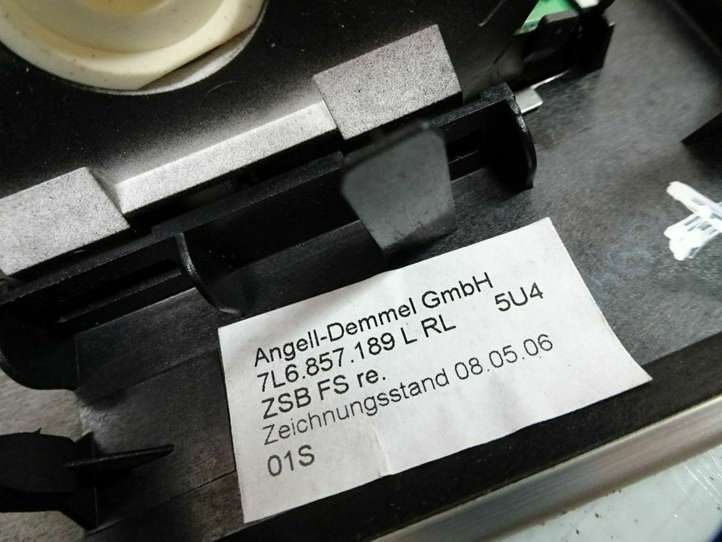 Angell-Demmel GmbH
7L6.857.189 L RL 5U4
ZSB FS re.
Zeichnungsstand 08.05.06
01S